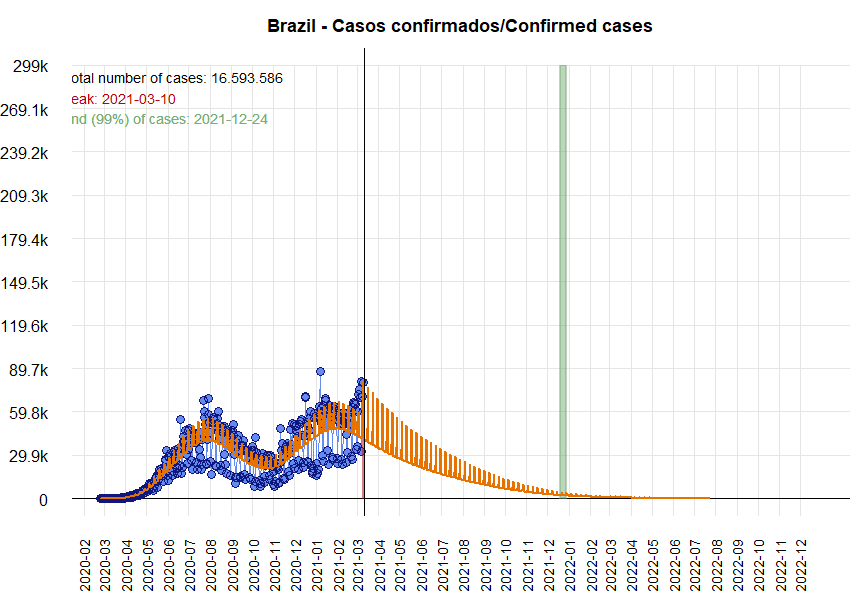 Brazil - Casos confirmados/Confirmed cases
299k
269.1k
239.2k
209.3k
179.4k
149.5k
119.6k
89.7k
59.8k
29.9k
0
otal number of cases: 16.593.586
eak: 2021-03-10
nd (99%) of cases: 2021-12-24
2020-02
2020-03
2020-04
2020-05
2020-06
2020-07
2020-08
2020-09
2020-10
2020-11
2020-12
2021-01
2021-02
2021-03
2021-04
2021-05
2021-06
2021-07
2021-08
2021-09
2021-10
2021-11
2021-12
2022-01
2022-02
2022-03
2022-04
2022-05
2022-06
2022-07
2022-08
2022-09
2022-10
2022-11
2022-12